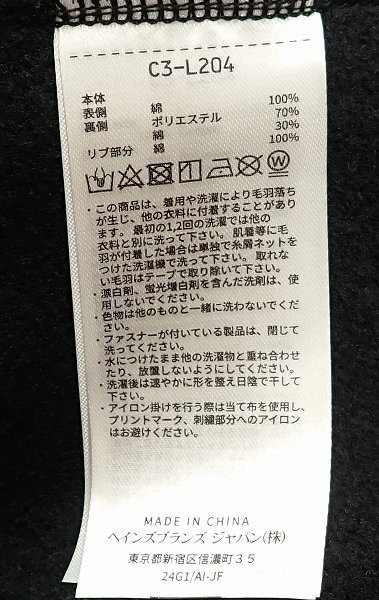 C3-L204
本体
表側 綿 100%
裏側 ポリエステル 70%
綿 30%
リブ部分 綿 100%
・この商品は、着用や洗濯により毛羽落ち
が生じ、他の衣料に付着することがあり
ます。最初の1,2回の洗濯では他の
衣料と別に洗って下さい。肌着等に毛
羽が付着した場合は単独で糸屑ネットを
つけた洗濯機で洗って下さい。取れな
い毛羽はテープで取り除いて下さい。
・漂白剤、蛍光増白剤を含んだ洗剤は、使
用しないでください。
・色物は他のものと一緒に洗わないでくだ
さい。
・ファスナーが付いている製品は、閉じて
洗ってください。
・水につけたまま他の洗濯物と重ね合わせ
たり、放置しないようにしてください。
・洗濯後は速やかに形を整え日陰で干して
下さい。
・アイロン掛けを行う際は当て布を使用し、
プリントマーク、刺繍部分へのアイロン
はお避けください。
MADE IN CHINA
ヘインズブランズ ジャパン(株)
東京都新宿区信濃町35
24G1/AI-JF